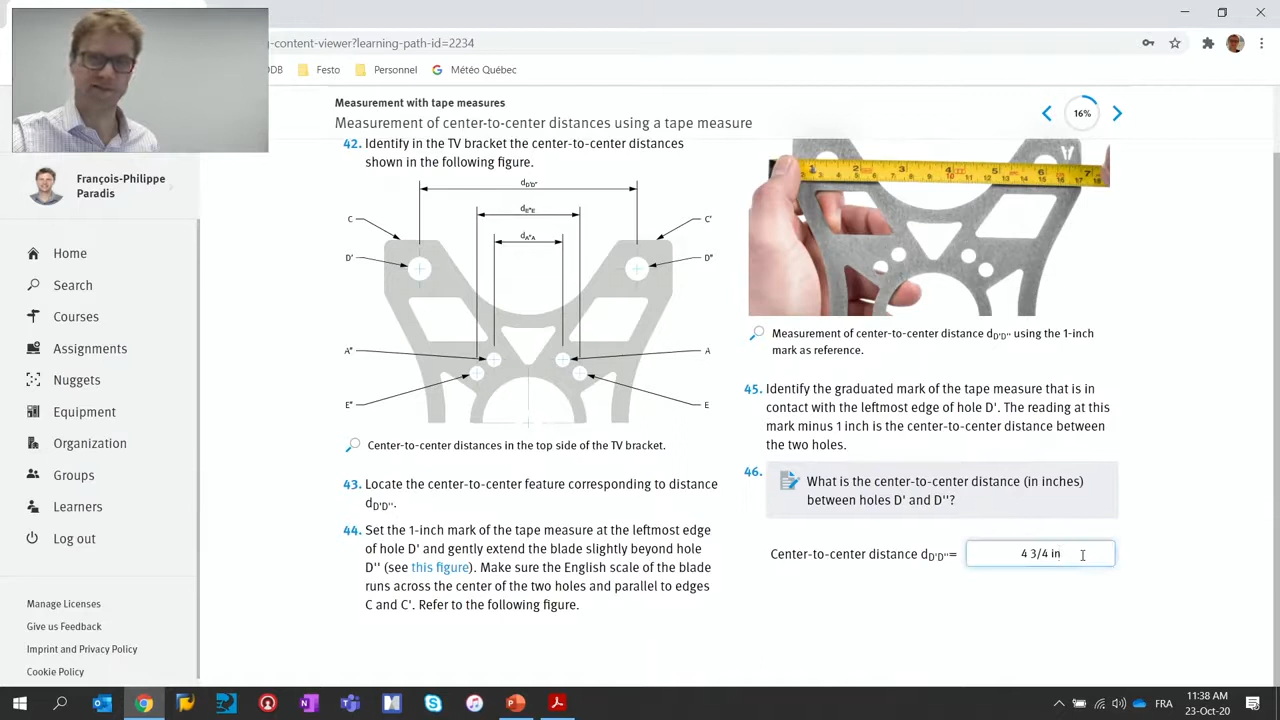 g-content-viewer?learning-path-id=2234
DB
Festo
Personnel
Météo Québec
François-Philippe
Paradis
Home
Search
Courses
Assignments
Nuggets
Equipment
Organization
Groups
Learners
Log out
Manage Licenses
Give us Feedback
Imprint and Privacy Policy
Cookie Policy
Measurement with tape measures
Measurement of center-to-center distances using a tape measure
16%
42. Identify in the TV bracket the center-to-center distances
shown in the following figure.
dD'D''
dE''E
dA''A
C
C'
D'
D''
A''
A
E''
E
Center-to-center distances in the top side of the TV bracket.
43. Locate the center-to-center feature corresponding to distance
dD'D''.
44. Set the 1-inch mark of the tape measure at the leftmost edge
of hole D' and gently extend the blade slightly beyond hole
D'' (see this figure). Make sure the English scale of the blade
runs across the center of the two holes and parallel to edges
C and C'. Refer to the following figure.
1 2 3 4 5 6 7
Measurement of center-to-center distance dD'D'' using the 1-inch
mark as reference.
45. Identify the graduated mark of the tape measure that is in
contact with the leftmost edge of hole D'. The reading at this
mark minus 1 inch is the center-to-center distance between
the two holes.
46. What is the center-to-center distance (in inches)
between holes D' and D''?
Center-to-center distance dD'D''=
4 3/4 in
FRA
11:38 AM
23-Oct-20